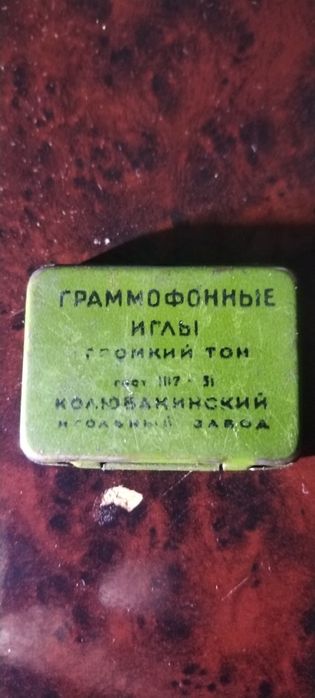 ГРАММОФОННЫЕ
ИГЛЫ
ГРОМКИЙ ТОН
ГОСТ 1117 - 51
КОЛЮБАКИНСКИЙ
ИГОЛЬНЫЙ ЗАВОД